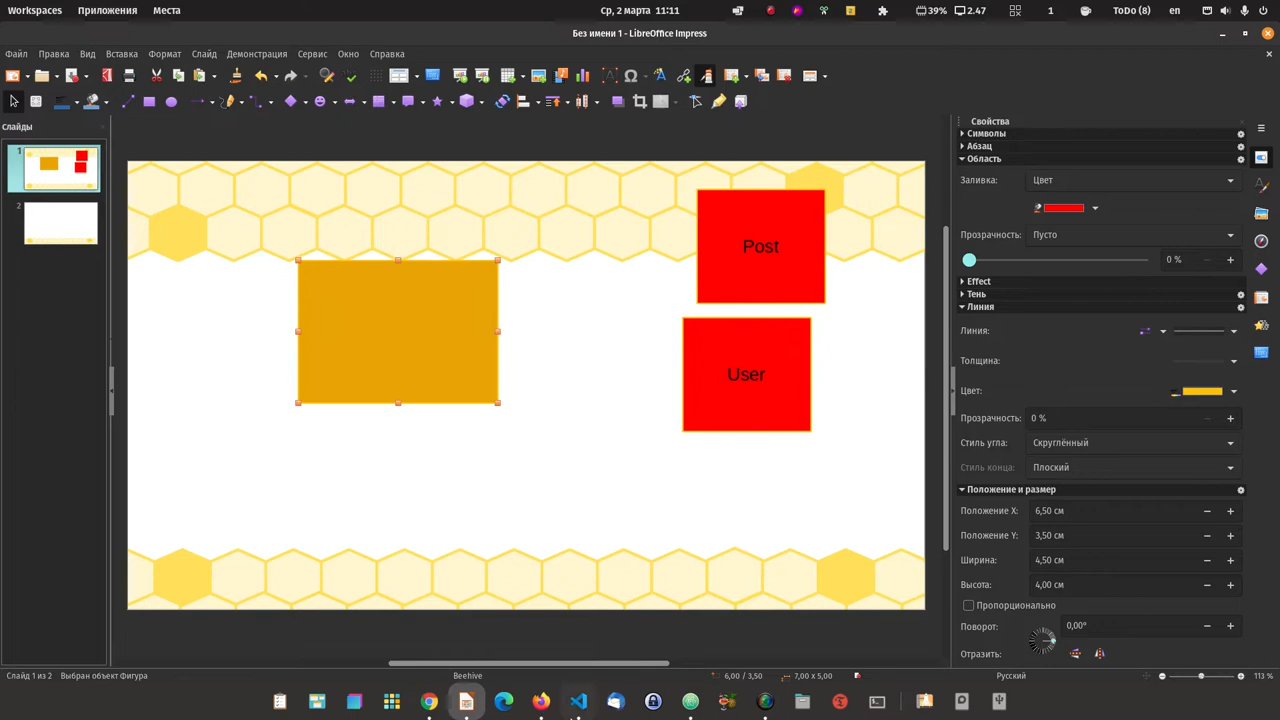 Workspaces Приложения Места Ср, 2 марта • 11:11 39% 2.47 1 ToDo (8) en
Без имени 1 - LibreOffice Impress
Файл Правка Вид Вставка Формат Слайд Демонстрация Сервис Окно Справка
Слайды
1
2
Post
User
Свойства
Символы
Абзац
Область
Заливка: Цвет
Прозрачность: Пусто
0 %
Effect
Тень
Линия
Линия:
Толщина:
Цвет:
Прозрачность: 0 %
Стиль угла: Скруглённый
Стиль конца: Плоский
Положение и размер
Положение X: 6,50 см
Положение Y: 3,50 см
Ширина: 4,50 см
Высота: 4,00 см
Пропорционально
Поворот: 0,00°
Отразить:
Слайд 1 из 2 Выбран объект Фигура Beehive 6,00 / 3,50 7,00 x 5,00 Русский 113 %